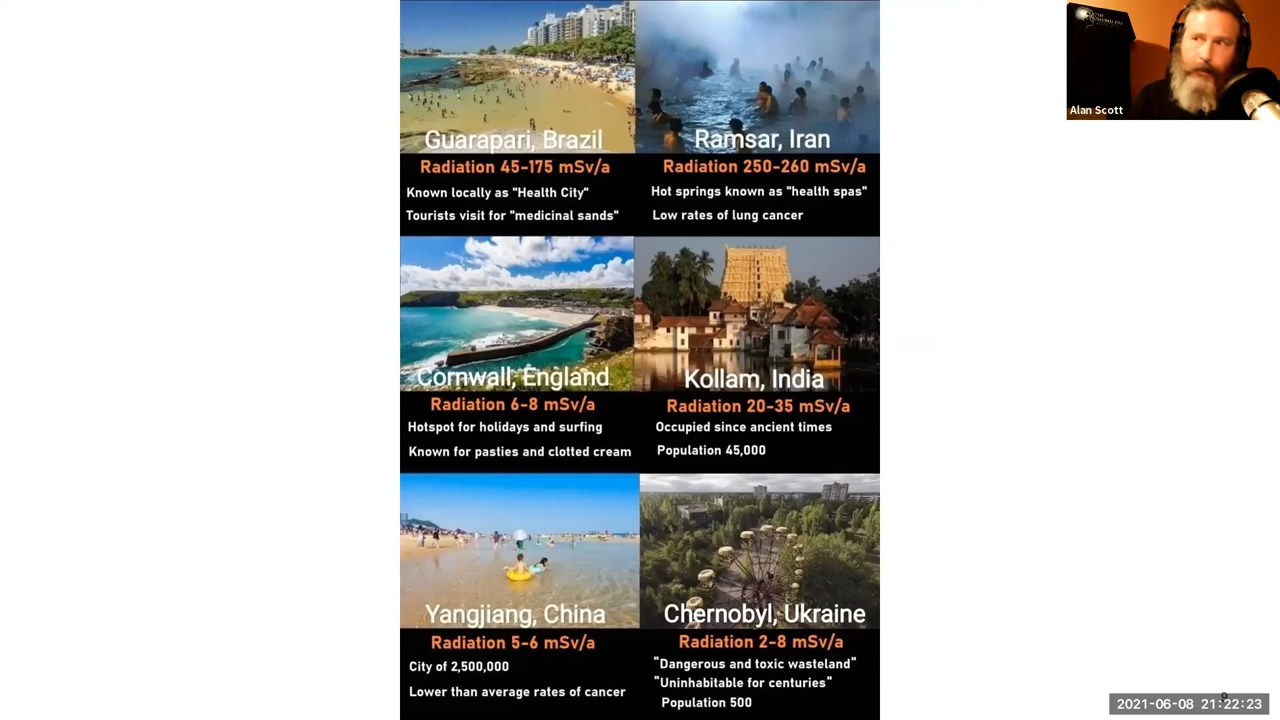 Guarapari, Brazil
Radiation 45-175 mSv/a
Known locally as "Health City"
Tourists visit for "medicinal sands"
Ramsar, Iran
Radiation 250-260 mSv/a
Hot springs known as "health spas"
Low rates of lung cancer
Cornwall, England
Radiation 6-8 mSv/a
Hotspot for holidays and surfing
Known for pasties and clotted cream
Kollam, India
Radiation 20-35 mSv/a
Occupied since ancient times
Population 45,000
Yangjiang, China
Radiation 5-6 mSv/a
City of 2,500,000
Lower than average rates of cancer
Chernobyl, Ukraine
Radiation 2-8 mSv/a
"Dangerous and toxic wasteland"
"Uninhabitable for centuries"
Population 500
Alan Scott
2021-06-08 21:22:23